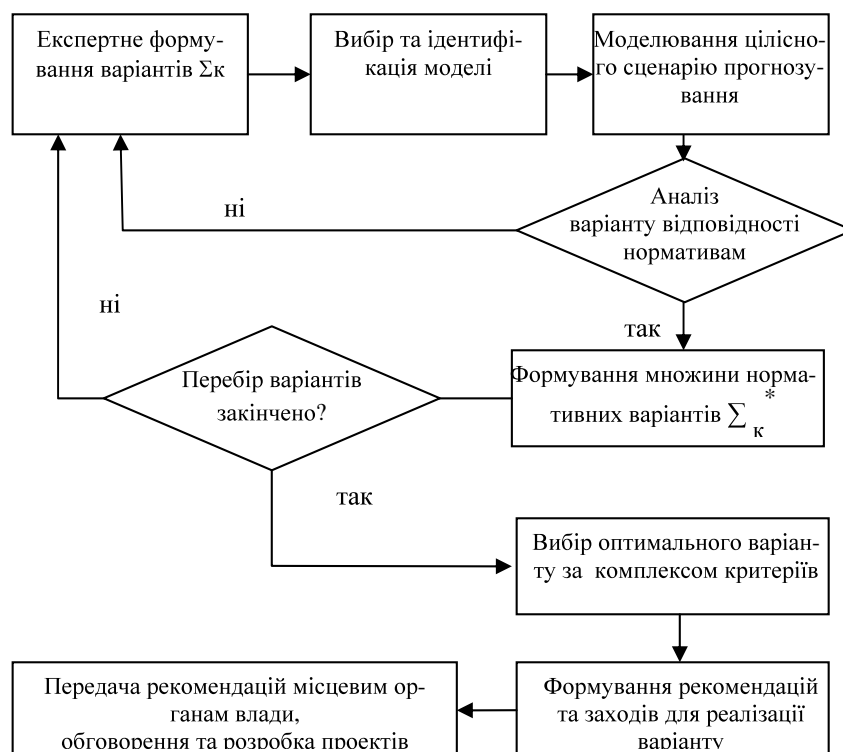 Експертне форму-
вання варіантів Σк
Вибір та ідентифі-
кація моделі
Моделювання цілісно-
го сценарію прогнозу-
вання
Аналіз
варіанту відповідності
нормативам
ні
так
ні
Перебір варіантів
закінчено?
Формування множини норма-
тивних варіантів ∑ к *
так
Вибір оптимального варіан-
ту за комплексом критеріїв
Формування рекомендацій
та заходів для реалізації
варіанту
Передача рекомендацій місцевим ор-
ганам влади,
обговорення та розробка проектів